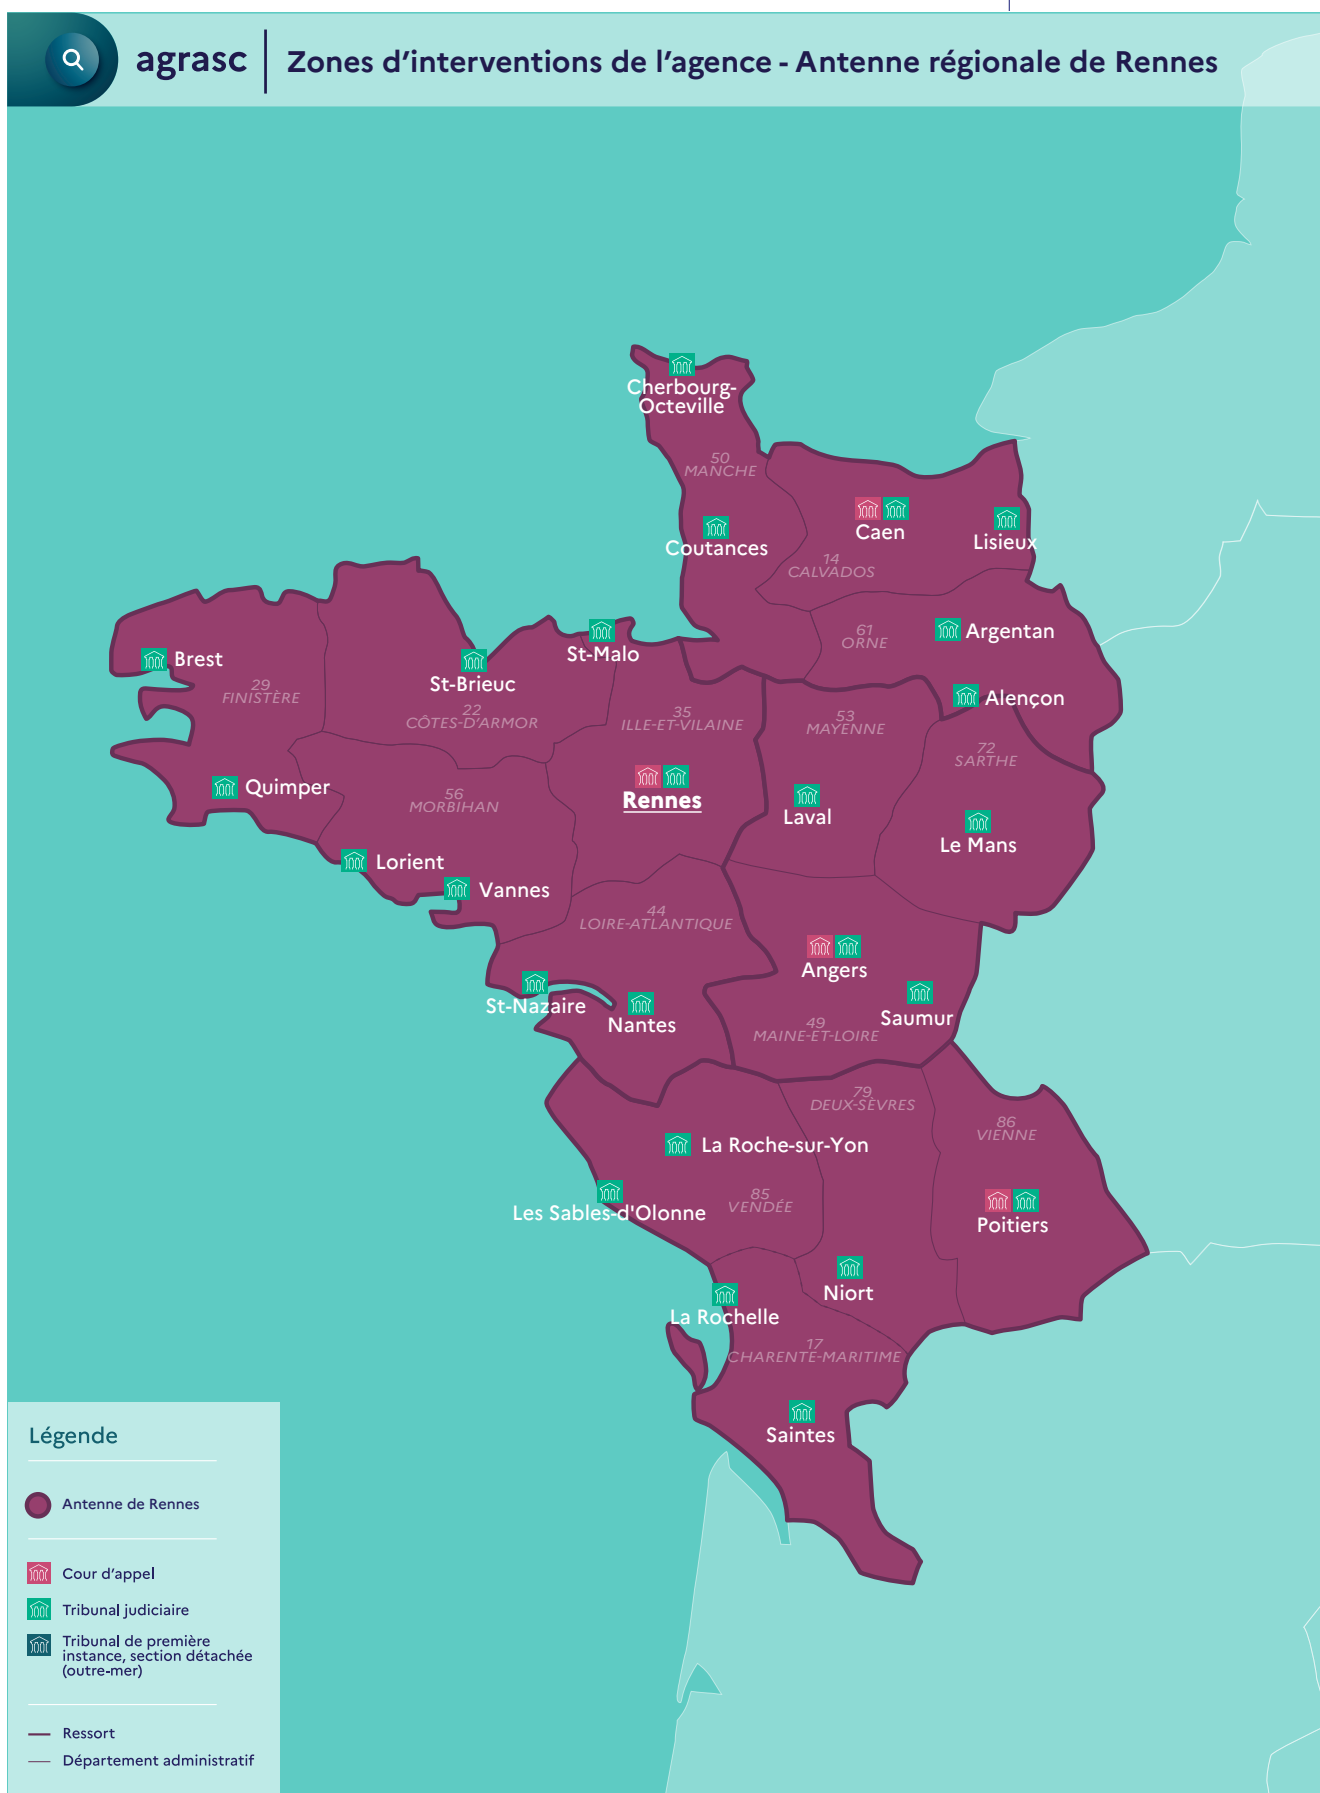 agrasc
Zones d'interventions de l'agence - Antenne régionale de Rennes
Cherbourg-
Octeville
50
MANCHE
Caen
Lisieux
Coutances
14
CALVADOS
61
ORNE
Argentan
St-Malo
Brest
St-Brieuc
29
FINISTÈRE
22
CÔTES-D'ARMOR
35
ILLE-ET-VILAINE
53
MAYENNE
Alençon
72
SARTHE
Quimper
56
MORBIHAN
Rennes
Laval
Le Mans
Lorient
Vannes
44
LOIRE-ATLANTIQUE
Angers
St-Nazaire
Nantes
Saumur
49
MAINE-ET-LOIRE
79
DEUX-SÈVRES
86
VIENNE
La Roche-sur-Yon
85
VENDÉE
Les Sables-d'Olonne
Poitiers
Niort
La Rochelle
17
CHARENTE-MARITIME
Saintes
Légende
Antenne de Rennes
Cour d'appel
Tribunal judiciaire
Tribunal de première
instance, section détachée
(outre-mer)
Ressort
Département administratif